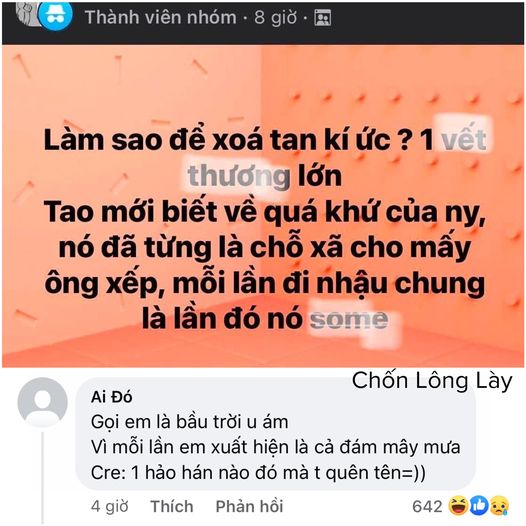 Thành viên nhóm · 8 giờ ·
Làm sao để xoá tan kí ức ? 1 vết
thương lớn
Tao mới biết về quá khứ của ny,
nó đã từng là chỗ xã cho mấy
ông xếp, mỗi lần đi nhậu chung
là lần đó nó some
Chốn Lông Lày
Ai Đó
Gọi em là bầu trời u ám
Vì mỗi lần em xuất hiện là cả đám mây mưa
Cre: 1 hảo hán nào đó mà t quên tên=))
4 giờ Thích Phản hồi 642